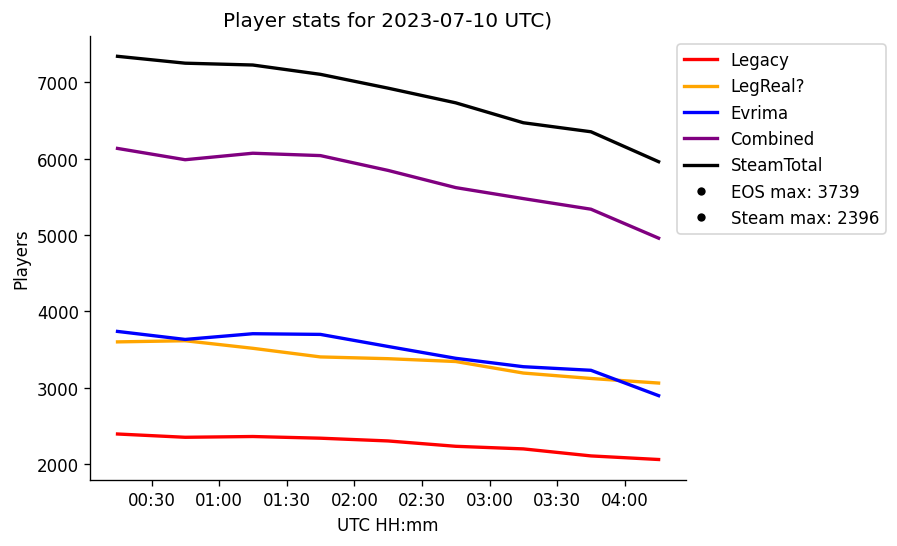 Player stats for 2023-07-10 UTC)
Legacy
LegReal?
Evrima
Combined
SteamTotal
EOS max: 3739
Steam max: 2396
Players
7000
6000
5000
4000
3000
2000
00:30 01:00 01:30 02:00 02:30 03:00 03:30 04:00
UTC HH:mm